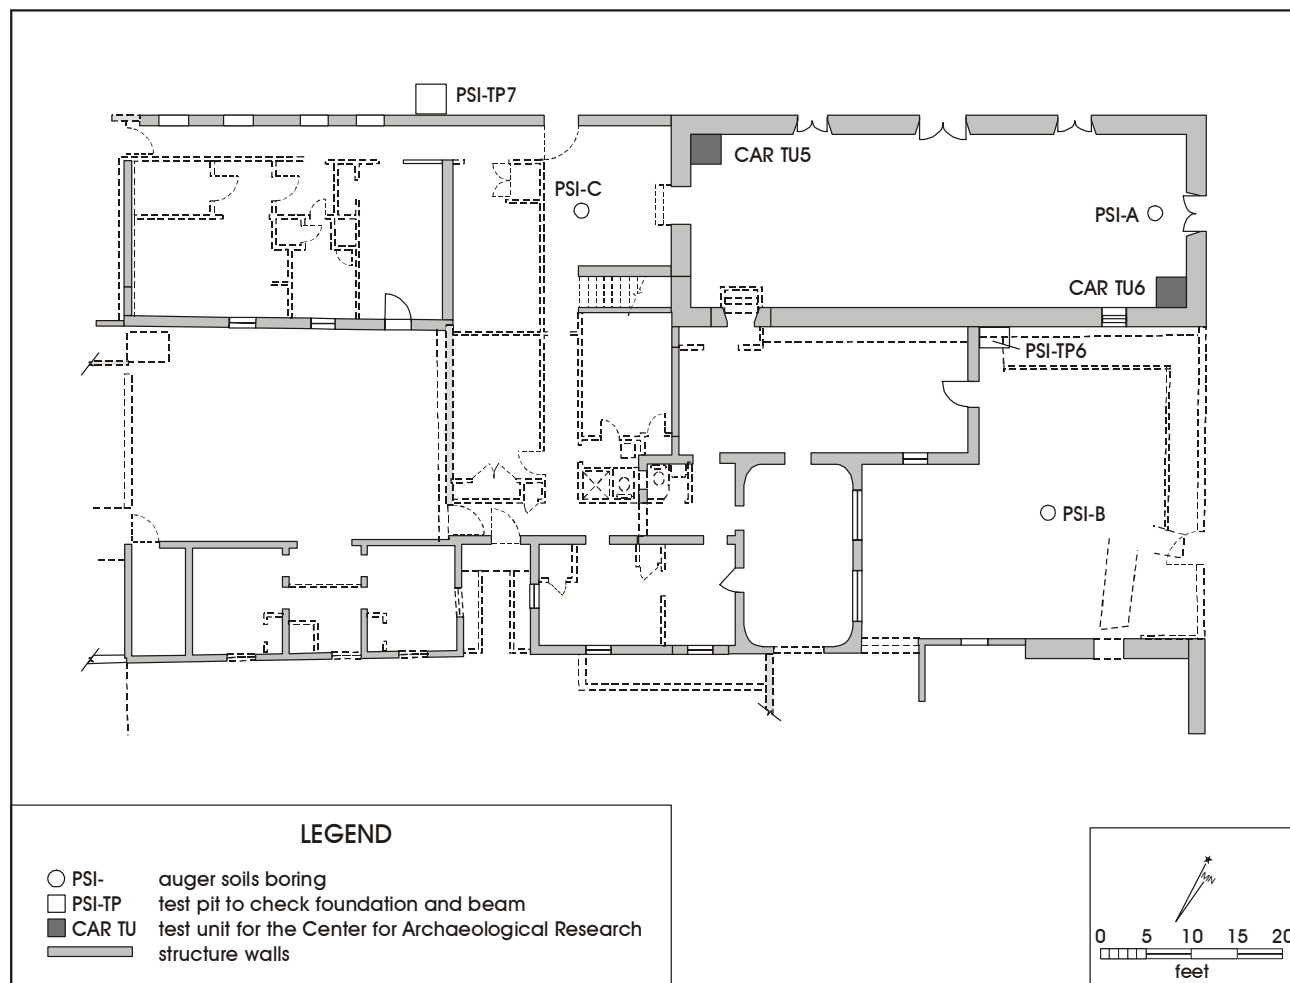 PSI-TP7
CAR TU5
PSI-C
PSI-A
CAR TU6
PSI-TP6
PSI-B
LEGEND
PSI- auger soils boring
PSI-TP test pit to check foundation and beam
CAR TU test unit for the Center for Archaeological Research
structure walls
MN
0 5 10 15 20
feet